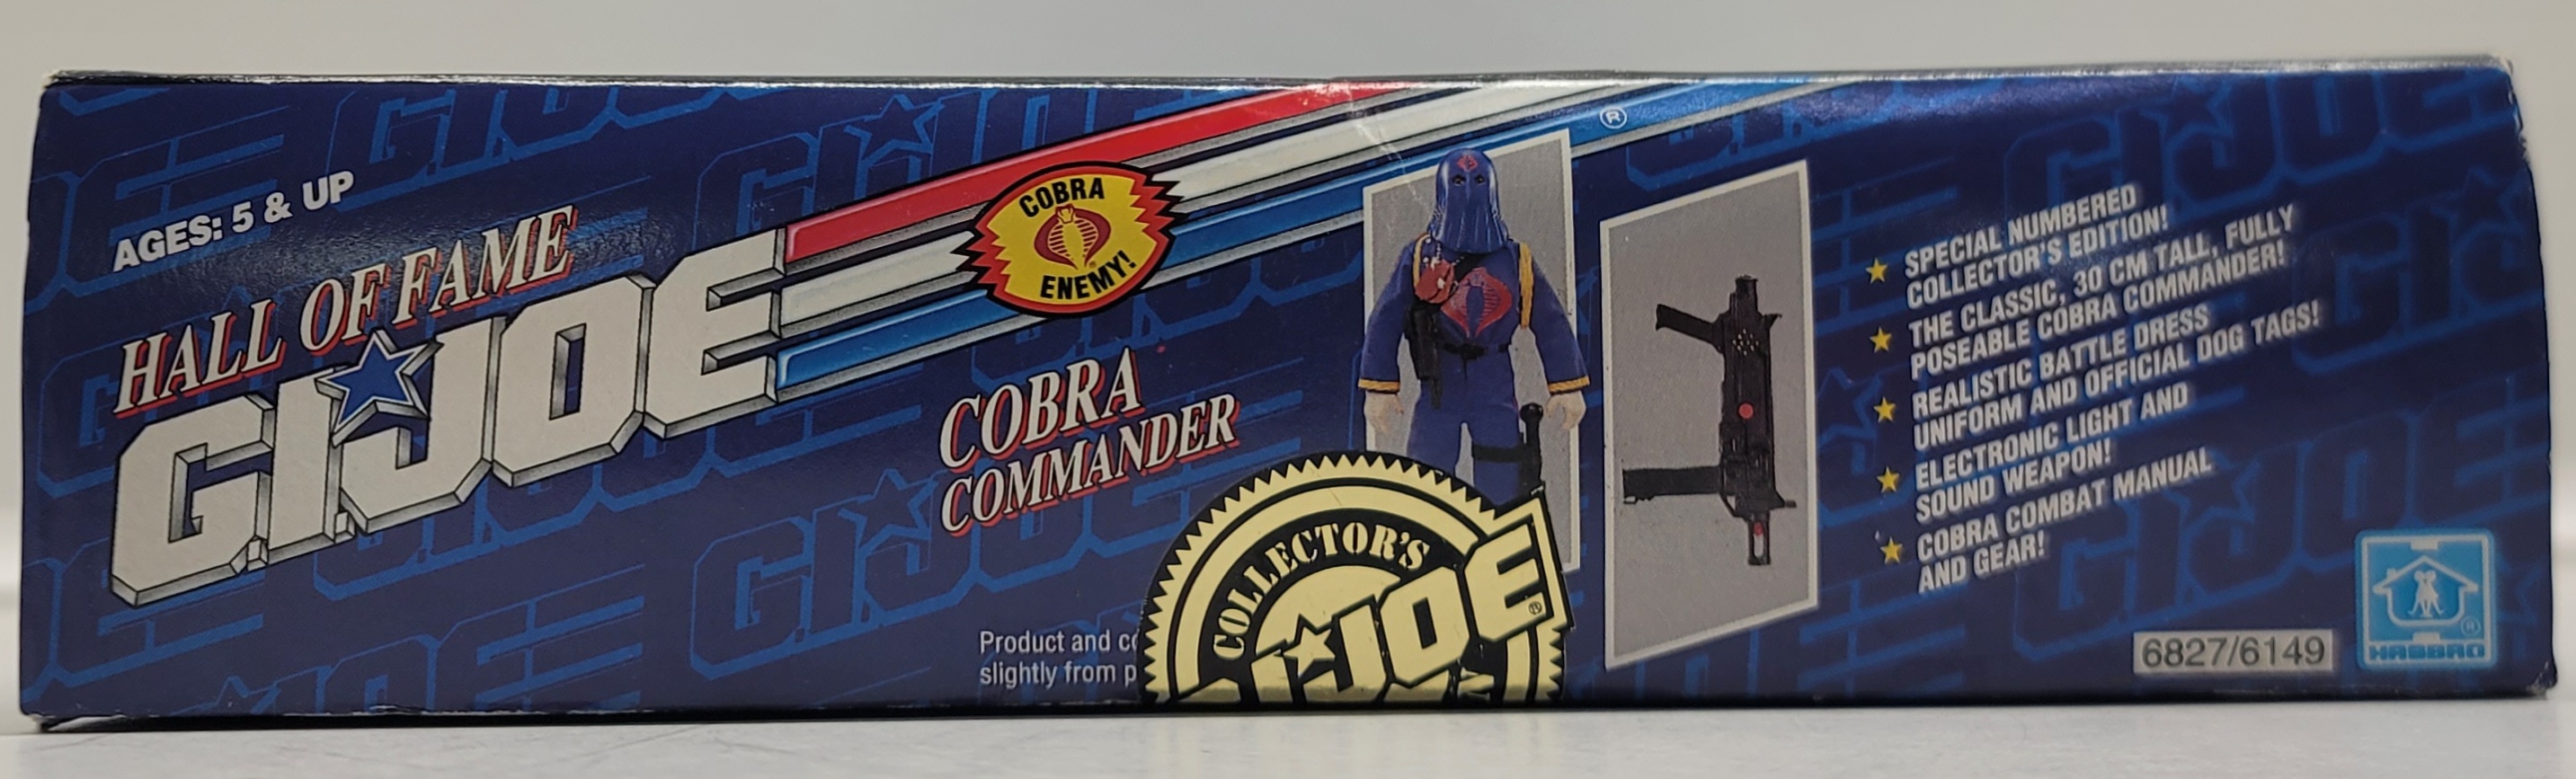 AGES: 5 & UP
HALL OF FAME
G.I.JOE
®
COBRA
ENEMY!
COBRA
COMMANDER
Product and
slightly from
COLLECTOR'S
JOE
®
SPECIAL NUMBERED
COLLECTOR'S EDITION!
THE CLASSIC, 30 CM TALL, FULLY
POSEABLE COBRA COMMANDER!
REALISTIC BATTLE DRESS
UNIFORM AND OFFICIAL DOG TAGS!
ELECTRONIC LIGHT AND
SOUND WEAPON!
COBRA COMBAT MANUAL
AND GEAR!
6827/6149
®
HASBRO